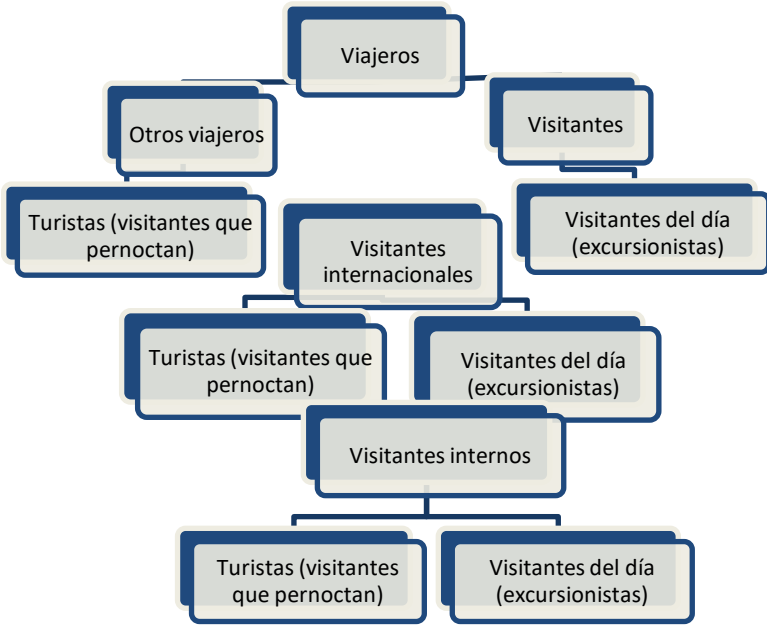 Viajeros
Otros viajeros
Visitantes
Turistas (visitantes que
pernoctan)
Visitantes del día
(excursionistas)
Visitantes
internacionales
Turistas (visitantes que
pernoctan)
Visitantes del día
(excursionistas)
Visitantes internos
Turistas (visitantes
que pernoctan)
Visitantes del día
(excursionistas)